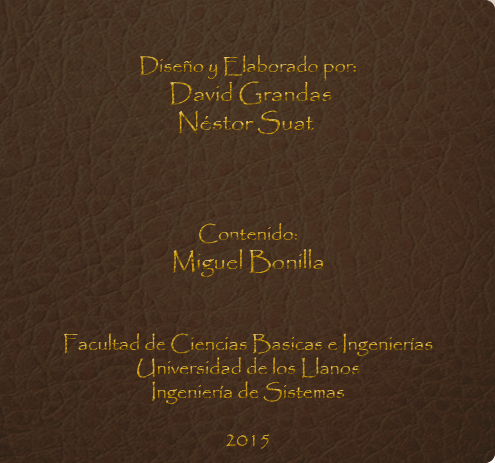 Diseño y Elaborado por:
David Grandas
Néstor Suat
Contenido:
Miguel Bonilla
Facultad de Ciencias Basicas e Ingenierías
Universidad de los Llanos
Ingeniería de Sistemas
2015